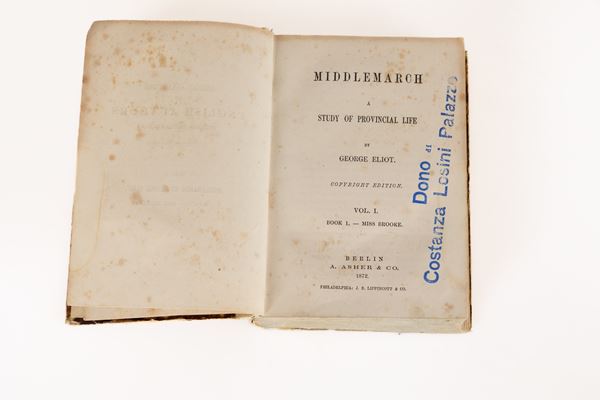 MIDDLEMARCH
A
STUDY OF PROVINCIAL LIFE
BY
GEORGE ELIOT.
COPYRIGHT EDITION.
VOL. I.
BOOK I. — MISS BROOKE.
BERLIN
A. ASHER & CO.
1872.
PHILADELPHIA: J. B. LIPPINCOTT & CO.
Dono di
Costanza Losini Palazzo